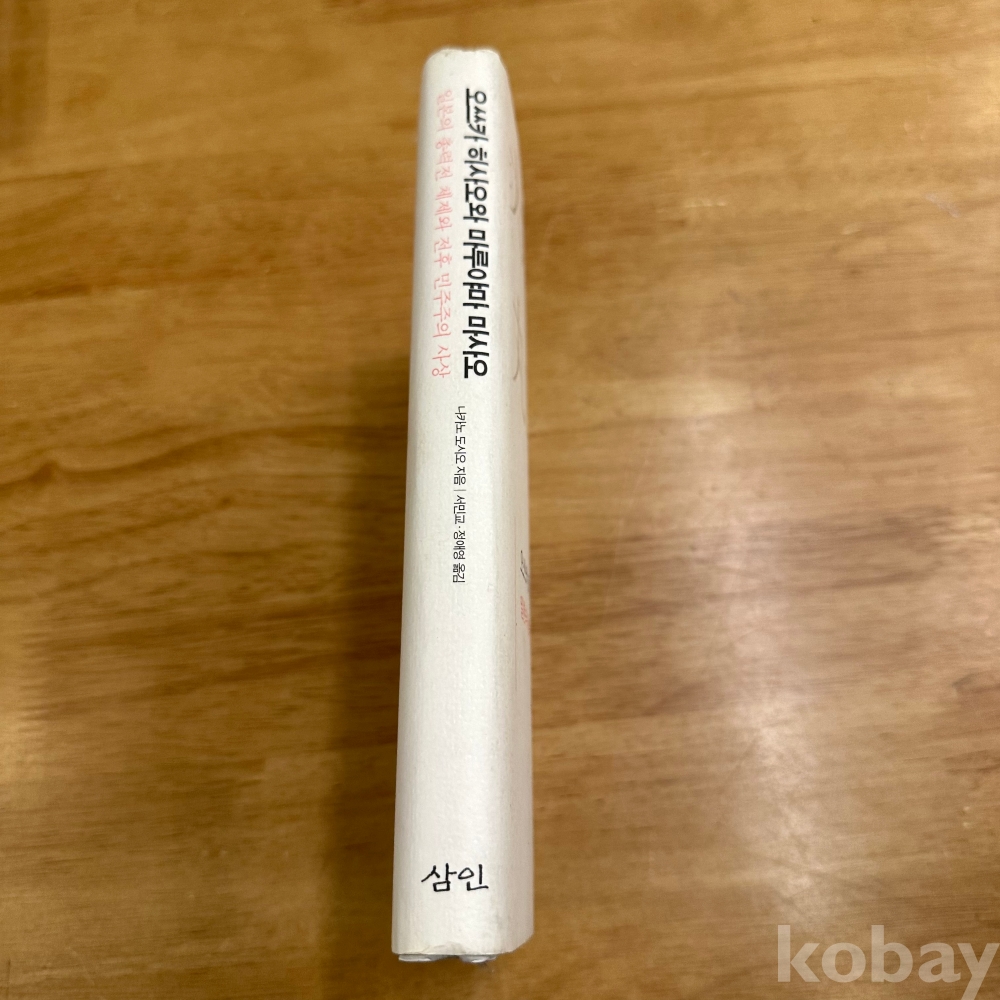 오쓰카 히사오와 마루야마 마사오
일본의 총력전 체제와 전후 민주주의 사상
나카노 도시오 지음 | 서민교·정애영 옮김
삼인
kobay